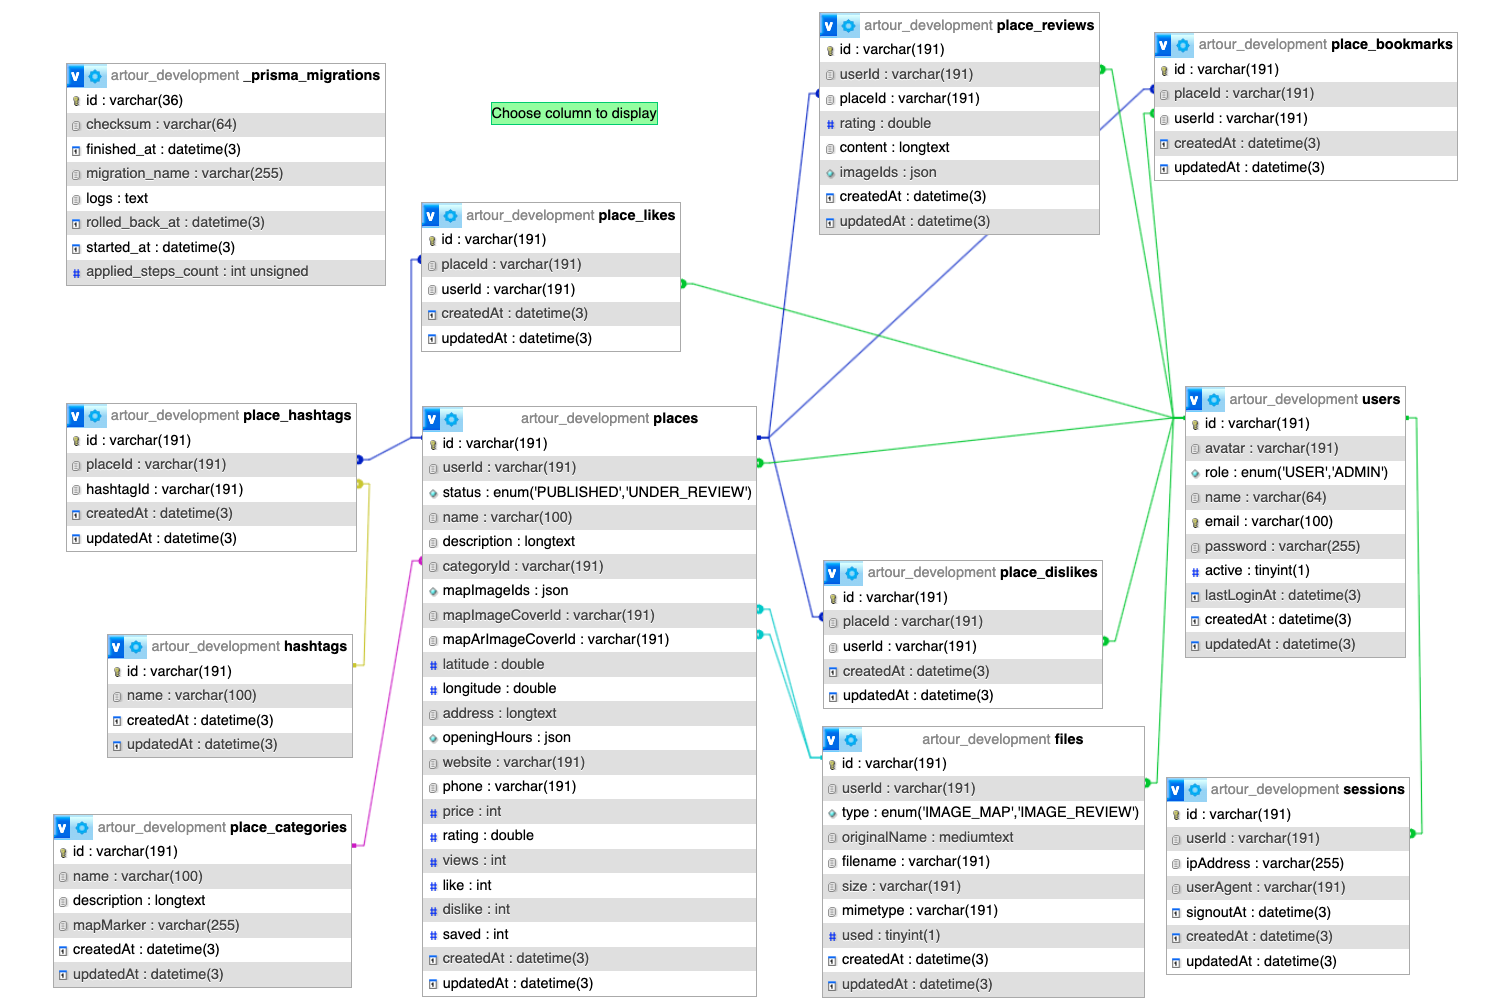 artour_development _prisma_migrations
id : varchar(36)
checksum : varchar(64)
finished_at : datetime(3)
migration_name : varchar(255)
logs : text
rolled_back_at : datetime(3)
started_at : datetime(3)
applied_steps_count : int unsigned
Choose column to display
artour_development place_reviews
id : varchar(191)
userId : varchar(191)
placeId : varchar(191)
rating : double
content : longtext
imageIds : json
createdAt : datetime(3)
updatedAt : datetime(3)
artour_development place_bookmarks
id : varchar(191)
placeId : varchar(191)
userId : varchar(191)
createdAt : datetime(3)
updatedAt : datetime(3)
artour_development place_likes
id : varchar(191)
placeId : varchar(191)
userId : varchar(191)
createdAt : datetime(3)
updatedAt : datetime(3)
artour_development place_hashtags
id : varchar(191)
placeId : varchar(191)
hashtagId : varchar(191)
createdAt : datetime(3)
updatedAt : datetime(3)
artour_development places
id : varchar(191)
userId : varchar(191)
status : enum('PUBLISHED','UNDER_REVIEW')
name : varchar(100)
description : longtext
categoryId : varchar(191)
mapImageIds : json
mapImageCoverId : varchar(191)
mapArImageCoverId : varchar(191)
latitude : double
longitude : double
address : longtext
openingHours : json
website : varchar(191)
phone : varchar(191)
price : int
rating : double
views : int
like : int
dislike : int
saved : int
createdAt : datetime(3)
updatedAt : datetime(3)
artour_development users
id : varchar(191)
avatar : varchar(191)
role : enum('USER','ADMIN')
name : varchar(64)
email : varchar(100)
password : varchar(255)
active : tinyint(1)
lastLoginAt : datetime(3)
createdAt : datetime(3)
updatedAt : datetime(3)
artour_development place_dislikes
id : varchar(191)
placeId : varchar(191)
userId : varchar(191)
createdAt : datetime(3)
updatedAt : datetime(3)
artour_development hashtags
id : varchar(191)
name : varchar(100)
createdAt : datetime(3)
updatedAt : datetime(3)
artour_development files
id : varchar(191)
userId : varchar(191)
type : enum('IMAGE_MAP','IMAGE_REVIEW')
originalName : mediumtext
filename : varchar(191)
size : varchar(191)
mimetype : varchar(191)
used : tinyint(1)
createdAt : datetime(3)
updatedAt : datetime(3)
artour_development sessions
id : varchar(191)
userId : varchar(191)
ipAddress : varchar(255)
userAgent : varchar(191)
signoutAt : datetime(3)
createdAt : datetime(3)
updatedAt : datetime(3)
artour_development place_categories
id : varchar(191)
name : varchar(100)
description : longtext
mapMarker : varchar(255)
createdAt : datetime(3)
updatedAt : datetime(3)